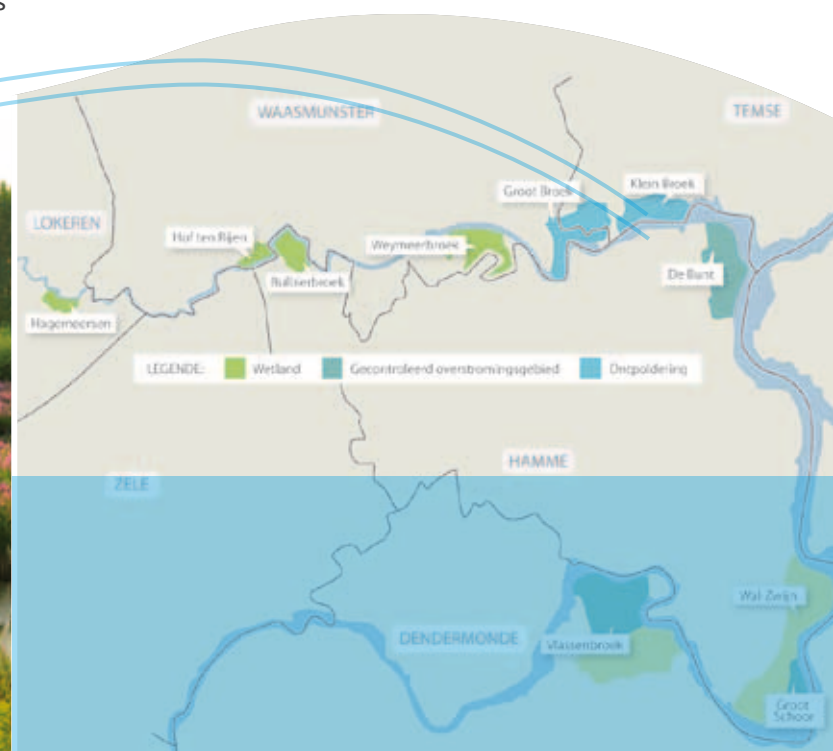 s
WAASMUNSTER
TEMSE
LOKEREN
Groot Broek
Klein Broek
Hof ten Rijen
Weymeerbroek
Bulbierbroek
De Bunt
Hagemeersen
LEGENDE:
Wetland
Gecontroleerd overstromingsgebied
Ontpoldering
HAMME
ZELE
Wal-Zwijn
DENDERMONDE
Vlassenbroek
Groot
Schoor